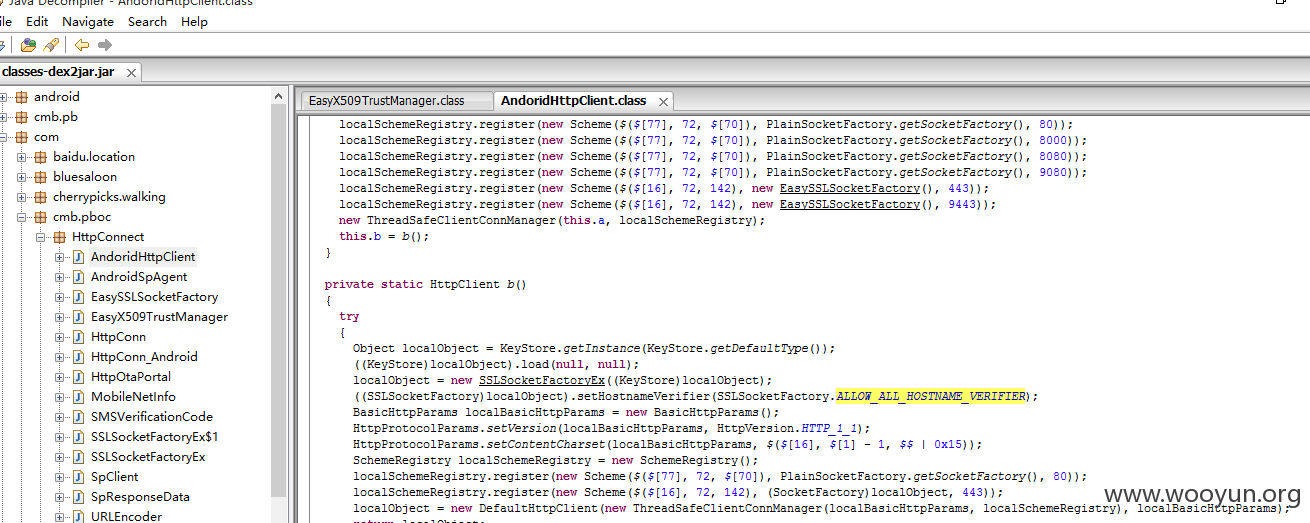 Java Decompiler - AndoridHttpClient.class
ile Edit Navigate Search Help
classes-dex2jar.jar
android
cmb.pb
com
baidu.location
bluesaloon
cherrypicks.walking
cmb.pboc
HttpConnect
AndoridHttpClient
AndroidSpAgent
EasySSLSocketFactory
EasyX509TrustManager
HttpConn
HttpConn_Android
HttpOtaPortal
MobileNetInfo
SMSVerificationCode
SSLSocketFactoryEx$1
SSLSocketFactoryEx
SpClient
SpResponseData
URLEncoder
EasyX509TrustManager.class AndoridHttpClient.class
localSchemeRegistry.register(new Scheme($($[77], 72, $[70]), PlainSocketFactory.getSocketFactory(), 80));
localSchemeRegistry.register(new Scheme($($[77], 72, $[70]), PlainSocketFactory.getSocketFactory(), 8000));
localSchemeRegistry.register(new Scheme($($[77], 72, $[70]), PlainSocketFactory.getSocketFactory(), 8080));
localSchemeRegistry.register(new Scheme($($[77], 72, $[70]), PlainSocketFactory.getSocketFactory(), 9080));
localSchemeRegistry.register(new Scheme($($[16], 72, 142), new EasySSLSocketFactory(), 443));
localSchemeRegistry.register(new Scheme($($[16], 72, 142), new EasySSLSocketFactory(), 9443));
new ThreadSafeClientConnManager(this.a, localSchemeRegistry);
this.b = b();
}
private static HttpClient b()
{
try
{
Object localObject = KeyStore.getInstance(KeyStore.getDefaultType());
((KeyStore)localObject).load(null, null);
localObject = new SSLSocketFactoryEx((KeyStore)localObject);
((SSLSocketFactory)localObject).setHostnameVerifier(SSLSocketFactory.ALLOW_ALL_HOSTNAME_VERIFIER);
BasicHttpParams localBasicHttpParams = new BasicHttpParams();
HttpProtocolParams.setVersion(localBasicHttpParams, HttpVersion.HTTP_1_1);
HttpProtocolParams.setContentCharset(localBasicHttpParams, $($[16], $[1] - 1, $$ | 0x15));
SchemeRegistry localSchemeRegistry = new SchemeRegistry();
localSchemeRegistry.register(new Scheme($($[77], 72, $[70]), PlainSocketFactory.getSocketFactory(), 80));
localSchemeRegistry.register(new Scheme($($[16], 72, 142), (SocketFactory)localObject, 443));
localObject = new DefaultHttpClient(new ThreadSafeClientConnManager(localBasicHttpParams, localSchemeRegistry), localBasicHttpParams);
return localObject;
www.wooyun.org